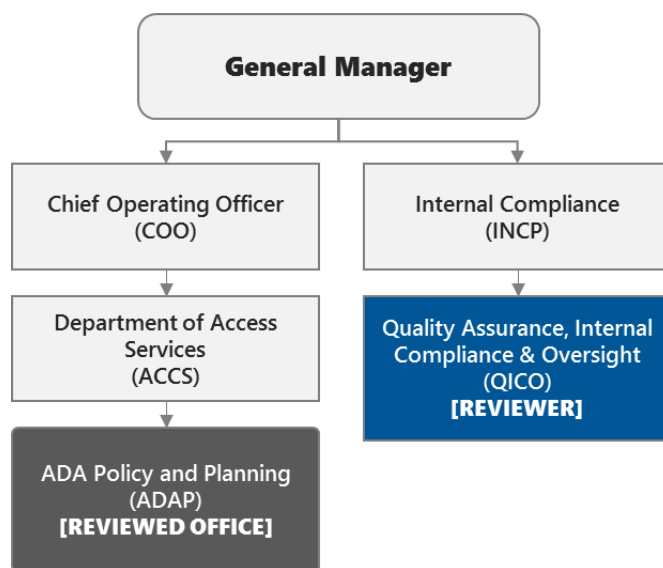 General Manager
Chief Operating Officer
(COO)
Internal Compliance
(INCP)
Department of Access
Services
(ACCS)
Quality Assurance, Internal
Compliance & Oversight
(QICO)
[REVIEWER]
ADA Policy and Planning
(ADAP)
[REVIEWED OFFICE]